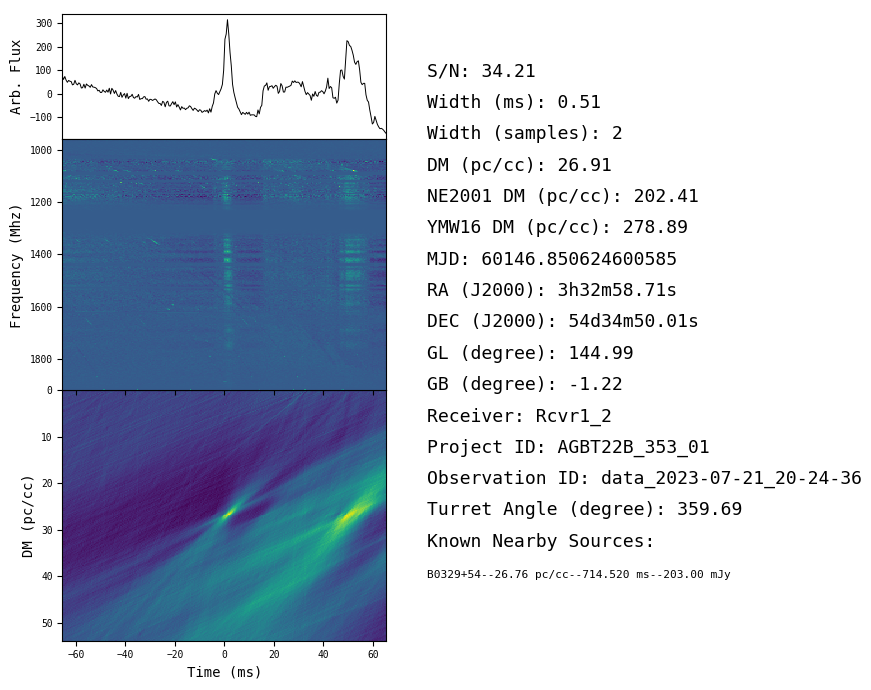 300
200
100
0
−100
Arb. Flux
1000
1200
1400
1600
1800
Frequency (Mhz)
0
10
20
30
40
50
DM (pc/cc)
−60 −40 −20 0 20 40 60
Time (ms)
S/N: 34.21
Width (ms): 0.51
Width (samples): 2
DM (pc/cc): 26.91
NE2001 DM (pc/cc): 202.41
YMW16 DM (pc/cc): 278.89
MJD: 60146.850624600585
RA (J2000): 3h32m58.71s
DEC (J2000): 54d34m50.01s
GL (degree): 144.99
GB (degree): -1.22
Receiver: Rcvr1_2
Project ID: AGBT22B_353_01
Observation ID: data_2023-07-21_20-24-36
Turret Angle (degree): 359.69
Known Nearby Sources:
B0329+54--26.76 pc/cc--714.520 ms--203.00 mJy